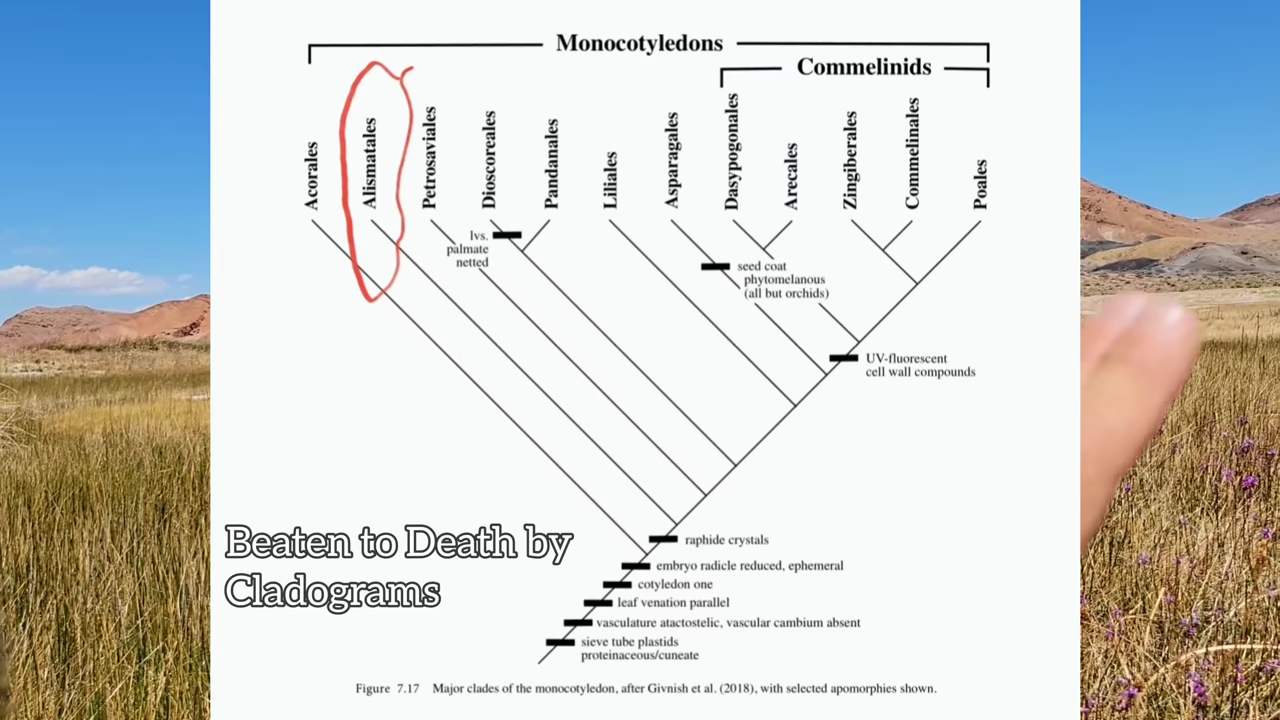 Monocotyledons
Commelinids
Acorales
Alismatales
Petrosaviales
Dioscoreales
Pandanales
Liliales
Asparagales
Dasypogonales
Arecales
Zingiberales
Commelinales
Poales
lvs.
palmate
netted
seed coat
phytomelanous
(all but orchids)
UV-fluorescent
cell wall compounds
Beaten to Death by
Cladograms
raphide crystals
embryo radicle reduced, ephemeral
cotyledon one
leaf venation parallel
vasculature atactostelic, vascular cambium absent
sieve tube plastids
proteinaceous/cuneate
Figure 7.17 Major clades of the monocotyledon, after Givnish et al. (2018), with selected apomorphies shown.